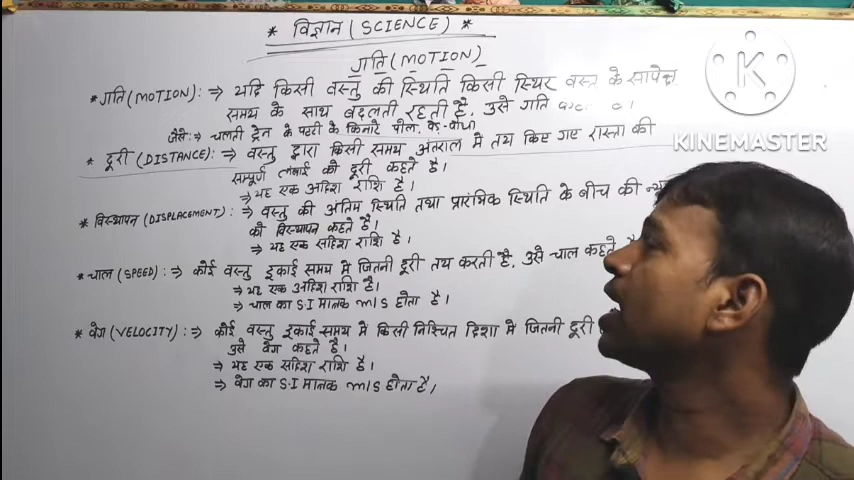 * विज्ञान (SCIENCE) *
गति (MOTION)
* गति (MOTION) : ⇒ यदि किसी वस्तु की स्थिति किसी स्थिर वस्तु के सापेक्ष
समय के साथ बदलती रहती है, उसे गति
जैसे:⇒ चलती ट्रेन के पटरी के किनारे पोल, पेड़-पौधा
* दूरी (DISTANCE) : ⇒ वस्तु द्वारा किसी समय अंतराल में तय किए गए रास्ता की
सम्पूर्ण लंबाई को दूरी कहते है।
⇒ यह एक अदिश राशि है।
* विस्थापन (DISPLACEMENT) : ⇒ वस्तु की अंतिम स्थिति तथा प्रारंभिक स्थिति के बीच की
को विस्थापन कहते है।
⇒ यह एक सदिश राशि है।
* चाल (SPEED) : ⇒ कोई वस्तु इकाई समय में जितनी दूरी तय करती है, उसे चाल कहते
⇒ यह एक अदिश राशि है।
⇒ चाल का S.I मानक m/s होता है।
* वेग (VELOCITY) : ⇒ कोई वस्तु इकाई समय में किसी निश्चित दिशा में जितनी दूरी
उसे वेग कहते है।
⇒ यह एक सदिश राशि है।
⇒ वेग का S.I मानक m/s होता है।
K
KINEMASTER